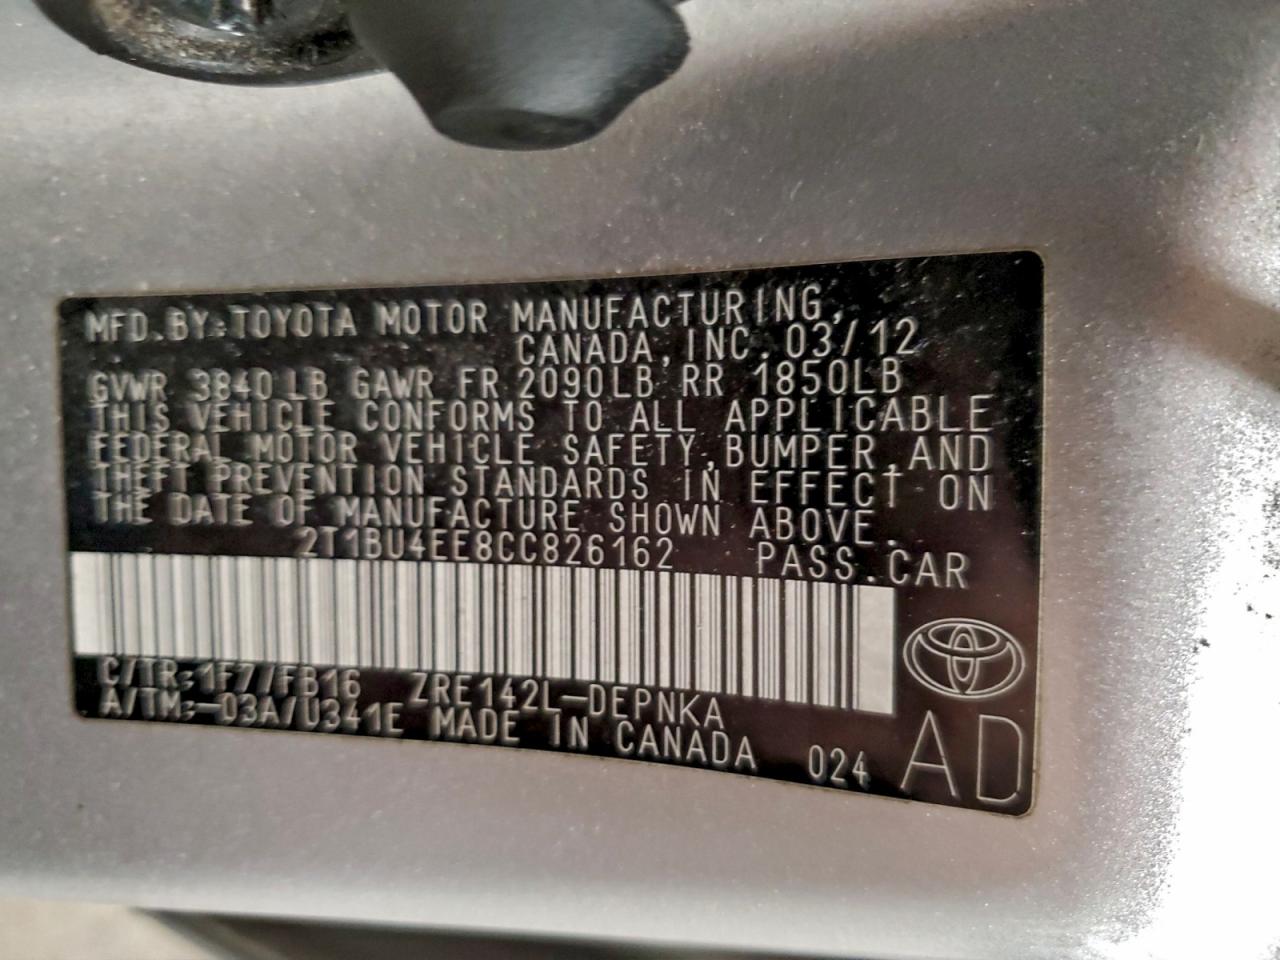 MFD.BY:TOYOTA MOTOR MANUFACTURING,
CANADA,INC.03/12
GVWR 3840LB GAWR FR 2090LB RR 1850LB
THIS VEHICLE CONFORMS TO ALL APPLICABLE
FEDERAL MOTOR VEHICLE SAFETY,BUMPER,AND
THEFT PREVENTION STANDARDS IN EFFECT ON
THE DATE OF MANUFACTURE SHOWN ABOVE.
2T1BU4EE8CC826162 PASS.CAR
C/TR:1F7/FB16 ZRE142L-DEPNKA
A/TM:-03A/U341E MADE IN CANADA 024
AD